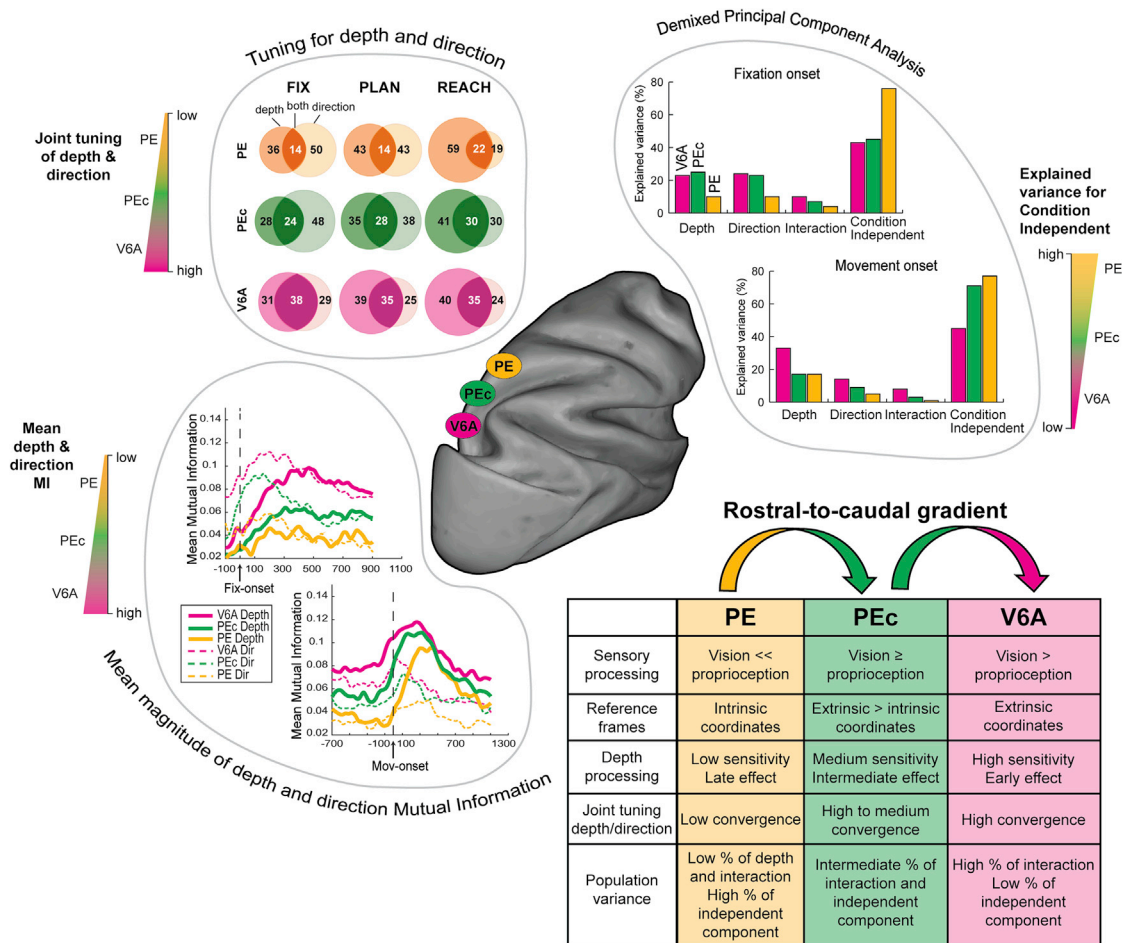 Tuning for depth and direction
FIX PLAN REACH
depth both direction
PE
36 14 50
43 14 43
59 22 19
PEc
28 24 48
35 28 38
41 30 30
V6A
31 38 29
39 35 25
40 35 24
Joint tuning
of depth &
direction
low
PE
PEc
V6A
high
Demixed Principal Component Analysis
Fixation onset
Explained variance (%)
80
60
40
20
0
V6A
PEc
PE
Depth Direction Interaction Condition
Independent
Movement onset
Explained variance (%)
80
40
0
Depth Direction Interaction Condition
Independent
Explained
variance for
Condition
Independent
high
PE
PEc
V6A
low
PE
PEc
V6A
Mean
depth &
direction
MI
low
PE
PEc
V6A
high
Mean Mutual Information
0.14
0.12
0.1
0.08
0.06
0.04
0.02
-100 100 300 500 700 900 1100
Fix-onset
V6A Depth
PEc Depth
PE Depth
V6A Dir
PEc Dir
PE Dir
Mean Mutual Information
0.14
0.12
0.1
0.08
0.06
0.04
0.02
-700 -100 100 700 1300
Mov-onset
Mean magnitude of depth and direction Mutual Information
Rostral-to-caudal gradient
PE PEc V6A
Sensory
processing
Vision <<
proprioception
Vision ≥
proprioception
Vision >
proprioception
Reference
frames
Intrinsic
coordinates
Extrinsic > intrinsic
coordinates
Extrinsic
coordinates
Depth
processing
Low sensitivity
Late effect
Medium sensitivity
Intermediate effect
High sensitivity
Early effect
Joint tuning
depth/direction
Low convergence
High to medium
convergence
High convergence
Population
variance
Low % of depth
and interaction
High % of
independent
component
Intermediate % of
interaction and
independent
component
High % of interaction
Low % of
independent
component